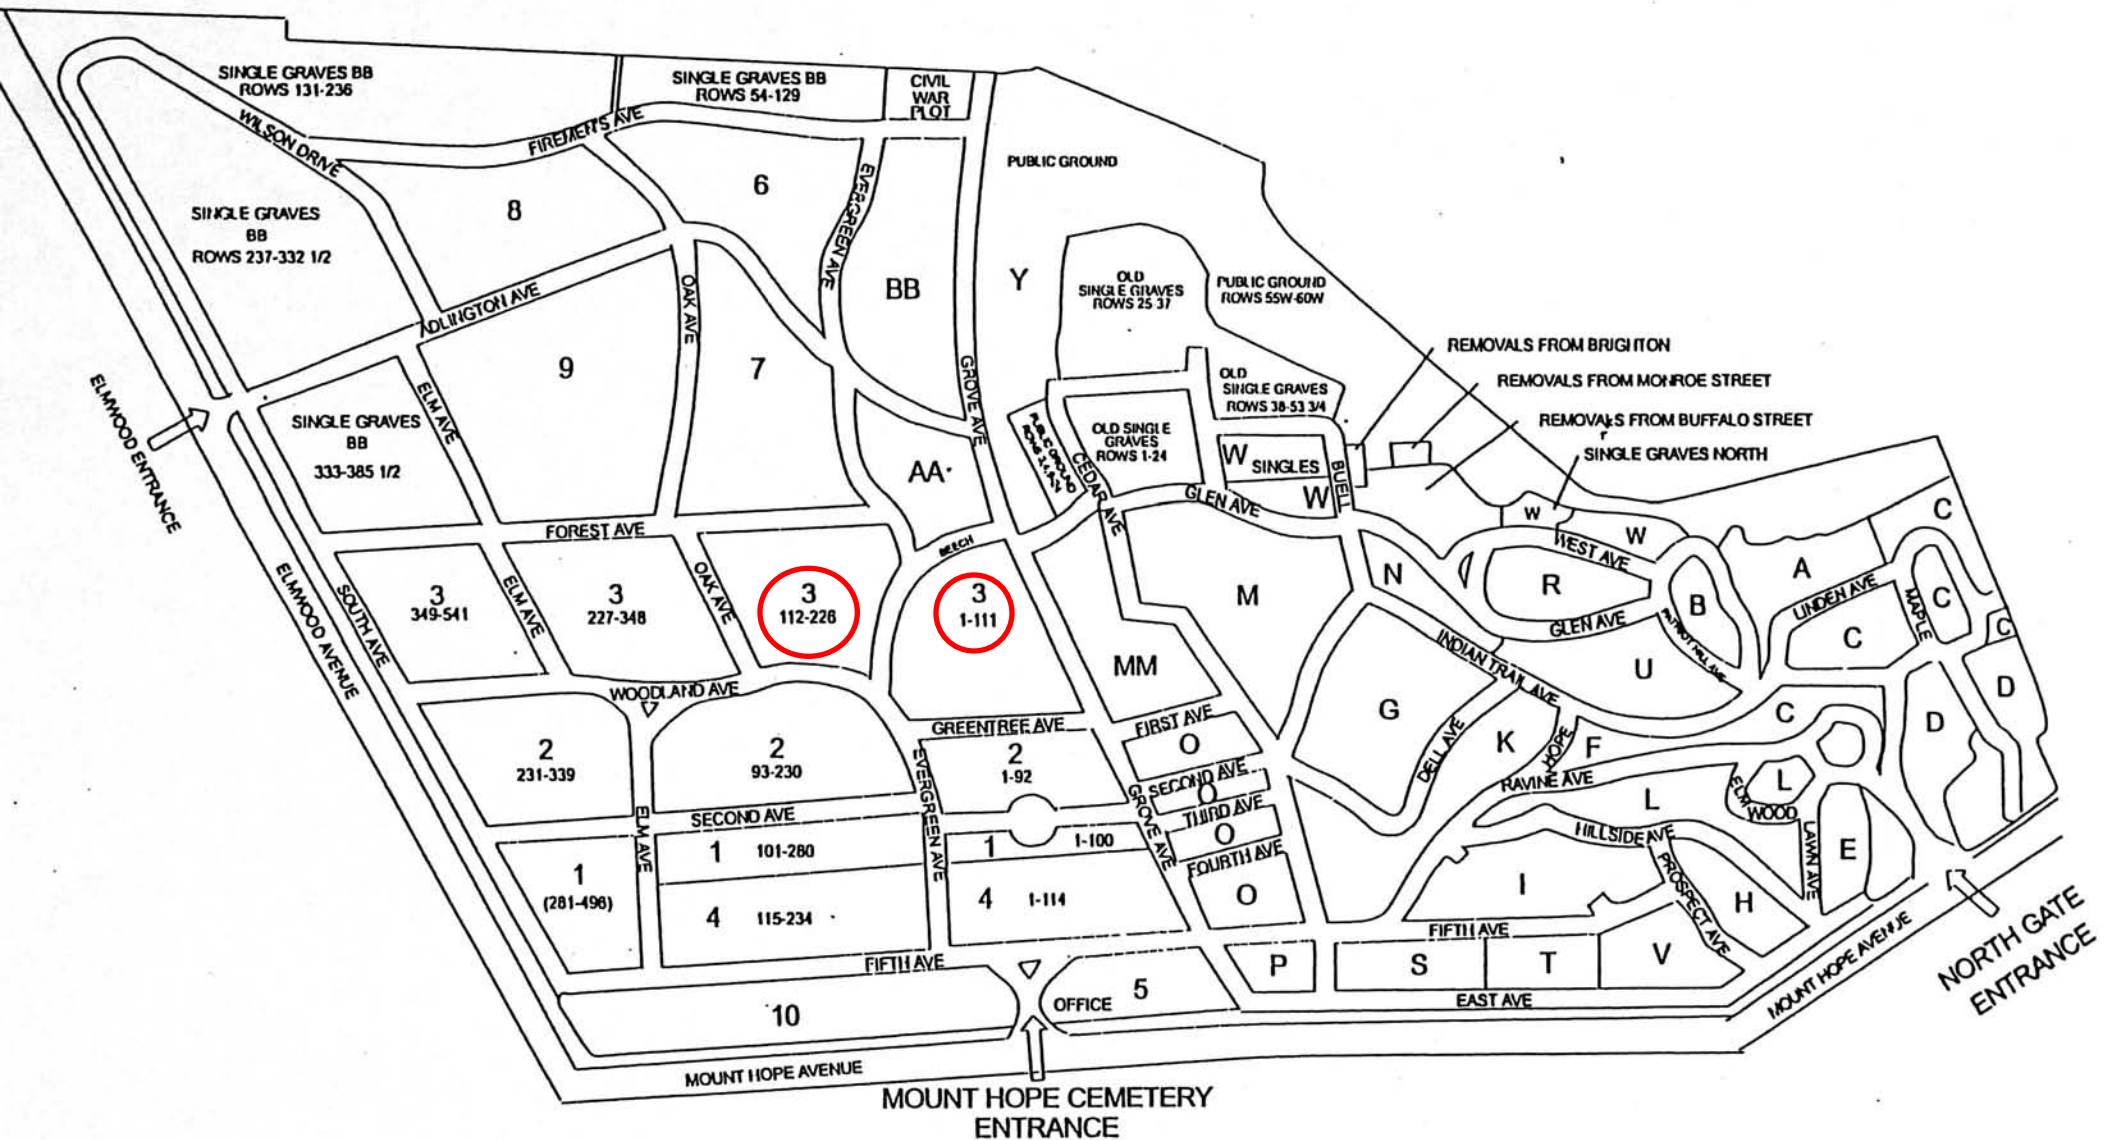 SINGLE GRAVES BB
ROWS 131-236
SINGLE GRAVES BB
ROWS 54-129
CIVIL
WAR
PLOT
WILSON DRIVE
FIREMEN'S AVE
PUBLIC GROUND
6
8
EVERGREEN AVE
SINGLE GRAVES
BB
ROWS 237-332 1/2
BB
Y
OLD
SINGLE GRAVES
ROWS 25 37
PUBLIC GROUND
ROWS 55W-60W
ADLINGTON AVE
OAK AVE
REMOVALS FROM BRIGHTON
REMOVALS FROM MONROE STREET
REMOVALS FROM BUFFALO STREET
SINGLE GRAVES NORTH
9
7
GROVE AVE
OLD
SINGLE GRAVES
ROWS 38-53 3/4
ELMWOOD ENTRANCE
ELM AVE
SINGLE GRAVES
BB
333-385 1/2
PUBLIC GROUND
CEDAR AVE
OLD SINGLE
GRAVES
ROWS 1-24
W SINGLES
W
BUELL
AA
GLEN AVE
W
W
WEST AVE
C
FOREST AVE
BEECH
A
ELMWOOD AVENUE
SOUTH AVE
3
349-541
ELM AVE
3
227-348
OAK AVE
3
112-226
3
1-111
M
N
R
B
LINDEN AVE
MAPLE
C
GLEN AVE
PATRIOT HILL AVE
C
C
MM
INDIAN TRAIL AVE
U
D
WOODLAND AVE
GREENTREE AVE
FIRST AVE
O
G
DELL AVE
K
HOPE
F
C
D
2
231-339
2
93-230
2
1-92
EVERGREEN AVE
GROVE AVE
SECOND AVE
O
RAVINE AVE
L
ELM
WOOD
L
THIRD AVE
O
HILLSIDE AVE
LAWN AVE
E
ELM AVE
SECOND AVE
1 101-280
1 1-100
FOURTH AVE
O
1
(281-496)
4 115-234
4 1-114
I
PROSPECT AVE
H
FIFTH AVE
FIFTH AVE
P
S
T
V
NORTH GATE
ENTRANCE
10
OFFICE
5
EAST AVE
MOUNT HOPE AVENUE
MOUNT HOPE AVENUE
MOUNT HOPE CEMETERY
ENTRANCE